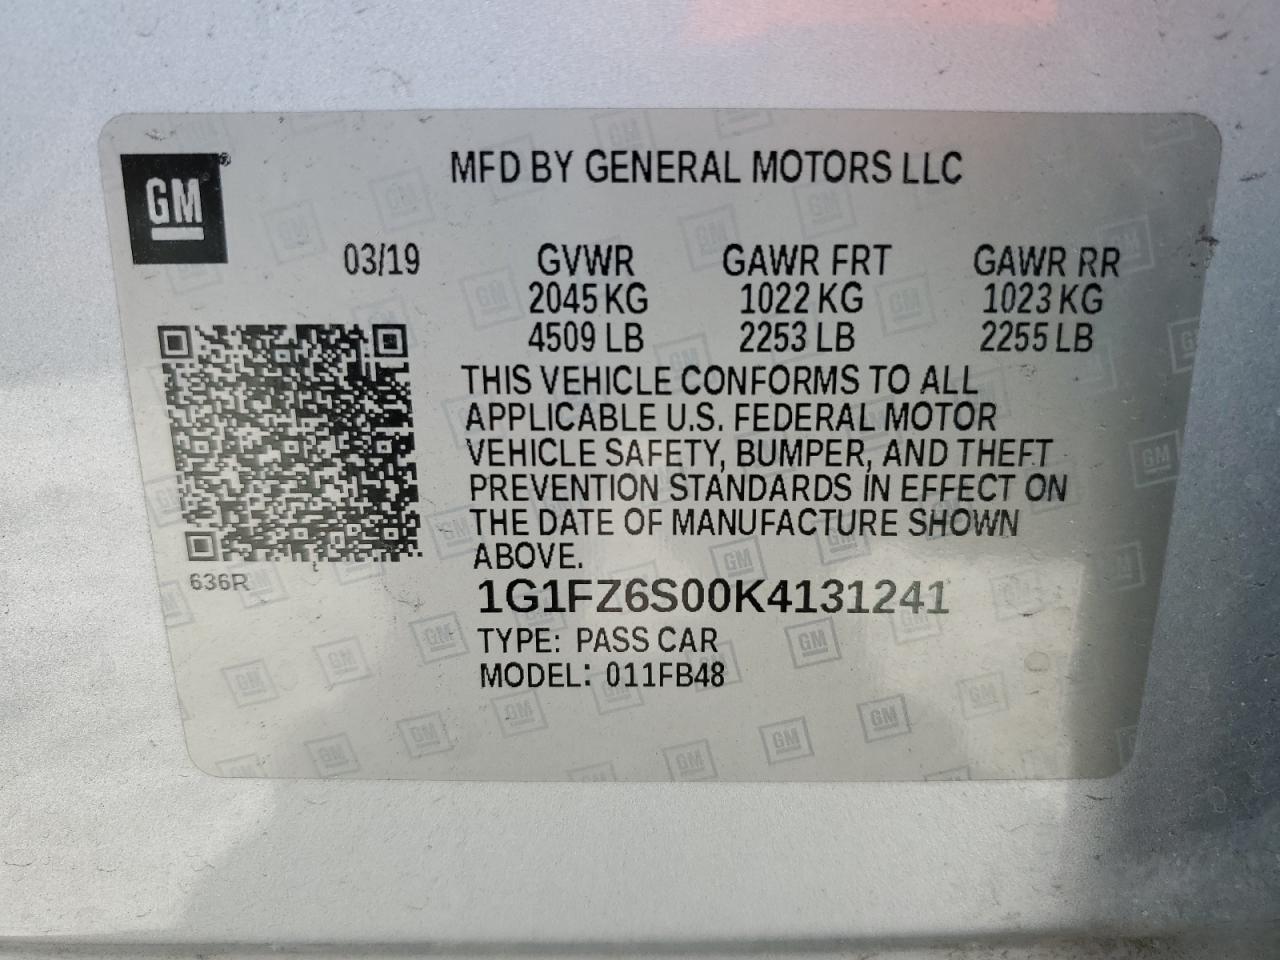 MFD BY GENERAL MOTORS LLC
GM®
03/19 GVWR GAWR FRT GAWR RR
2045 KG 1022 KG 1023 KG
4509 LB 2253 LB 2255 LB
THIS VEHICLE CONFORMS TO ALL
APPLICABLE U.S. FEDERAL MOTOR
VEHICLE SAFETY, BUMPER, AND THEFT
PREVENTION STANDARDS IN EFFECT ON
THE DATE OF MANUFACTURE SHOWN
ABOVE.
636R
1G1FZ6S00K4131241
TYPE: PASS CAR
MODEL: 011FB48